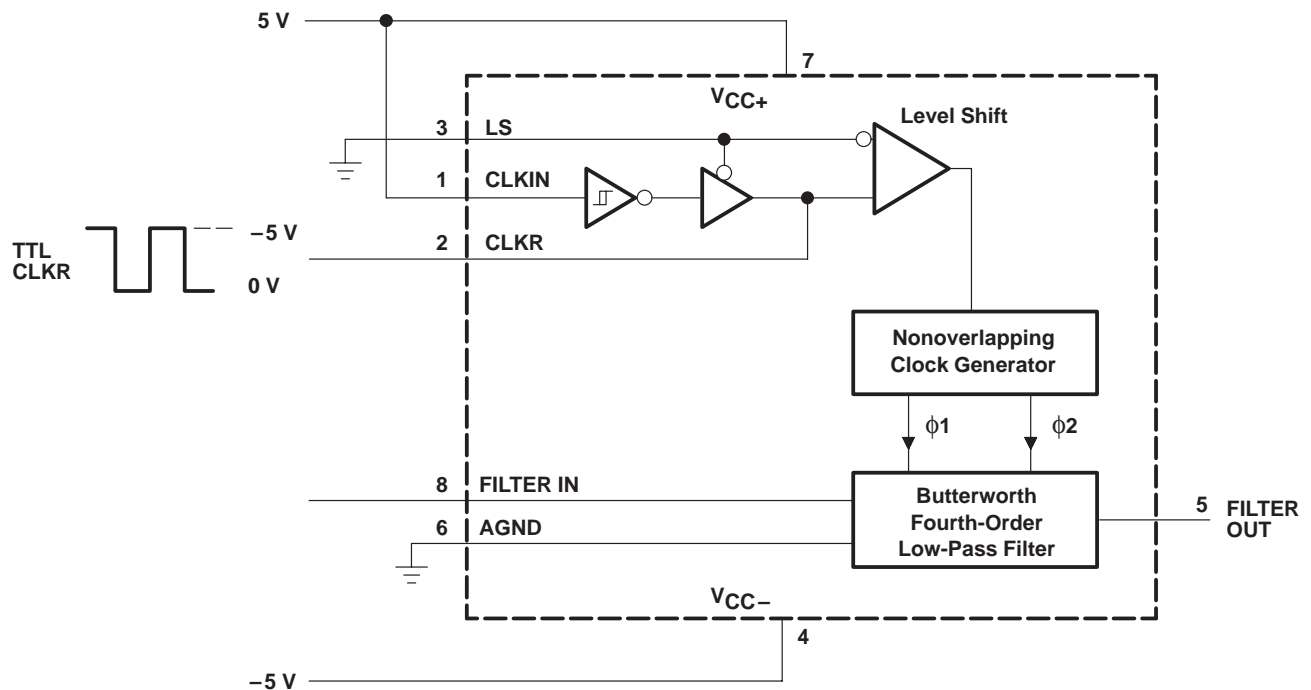 5 V
7
VCC+
Level Shift
3 LS
1 CLKIN
–5 V
TTL
CLKR
2 CLKR
0 V
Nonoverlapping
Clock Generator
ϕ1 ϕ2
8 FILTER IN
Butterworth
Fourth-Order
Low-Pass Filter
5 FILTER
OUT
6 AGND
VCC–
4
–5 V